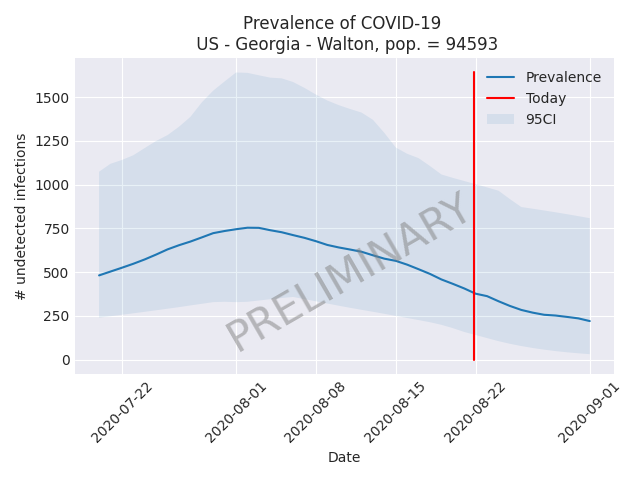 Prevalence of COVID-19
US - Georgia - Walton, pop. = 94593
Prevalence
Today
95CI
# undetected infections
1500
1250
1000
750
500
250
0
PRELIMINARY
2020-07-22
2020-08-01
2020-08-08
2020-08-15
2020-08-22
2020-09-01
Date